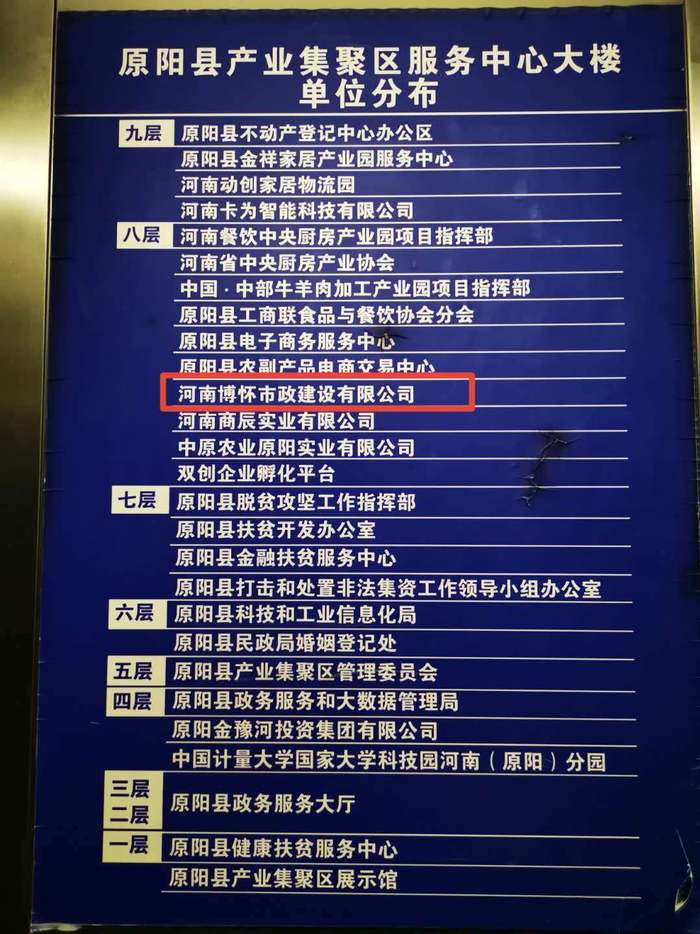 原阳县产业集聚区服务中心大楼
单位分布
九层 原阳县不动产登记中心办公区
原阳县金祥家居产业园服务中心
河南动创家居物流园
河南卡为智能科技有限公司
八层 河南餐饮中央厨房产业园项目指挥部
河南省中央厨房产业协会
中国·中部牛羊肉加工产业园项目指挥部
原阳县工商联食品与餐饮协会分会
原阳县电子商务服务中心
原阳县农副产品电商交易中心
河南博怀市政建设有限公司
河南商辰实业有限公司
中原农业原阳实业有限公司
双创企业孵化平台
七层 原阳县脱贫攻坚工作指挥部
原阳县扶贫开发办公室
原阳县金融扶贫服务中心
原阳县打击和处置非法集资工作领导小组办公室
六层 原阳县科技和工业信息化局
原阳县民政局婚姻登记处
五层 原阳县产业集聚区管理委员会
四层 原阳县政务服务和大数据管理局
原阳金豫河投资集团有限公司
中国计量大学国家大学科技园河南（原阳）分园
三层
二层 原阳县政务服务大厅
一层 原阳县健康扶贫服务中心
原阳县产业集聚区展示馆